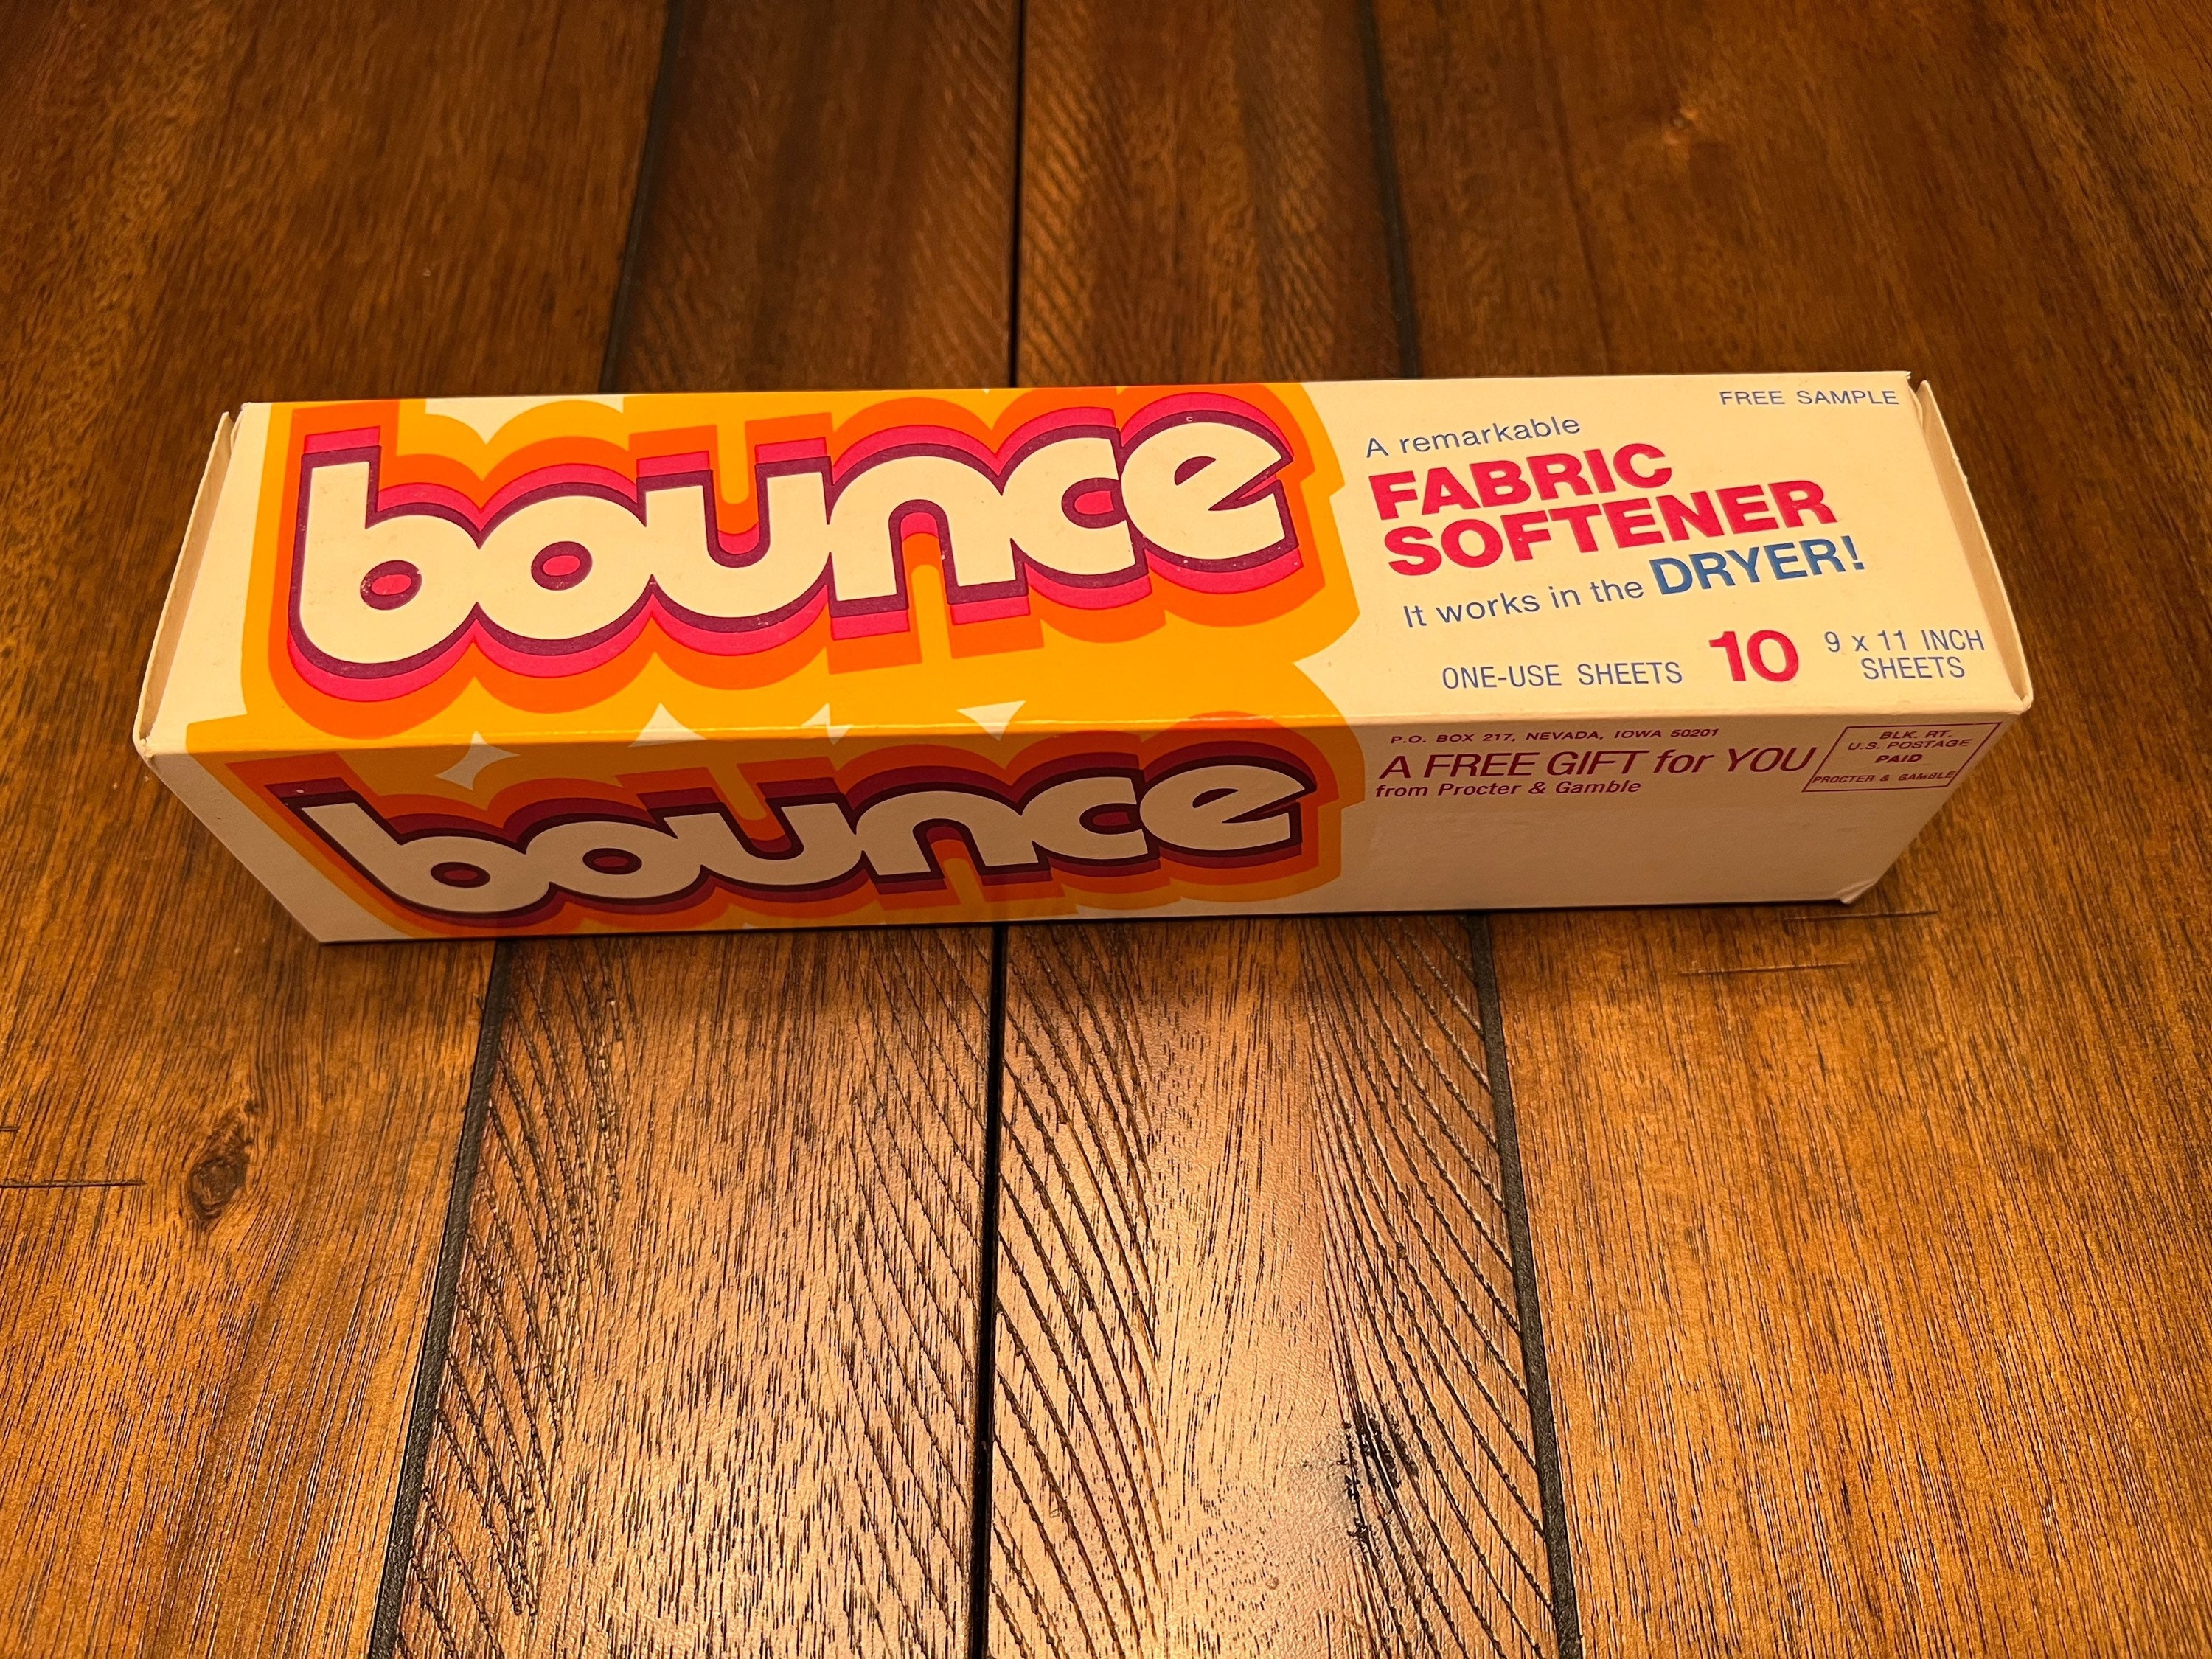 bounce
FREE SAMPLE
A remarkable
FABRIC
SOFTENER
It works in the DRYER!
ONE-USE SHEETS 10 9 x 11 INCH
SHEETS
bounce
P.O. BOX 217, NEVADA, IOWA 50201
A FREE GIFT for YOU
from Procter & Gamble
BLK. RT.
U.S. POSTAGE
PAID
PROCTER & GAMBLE